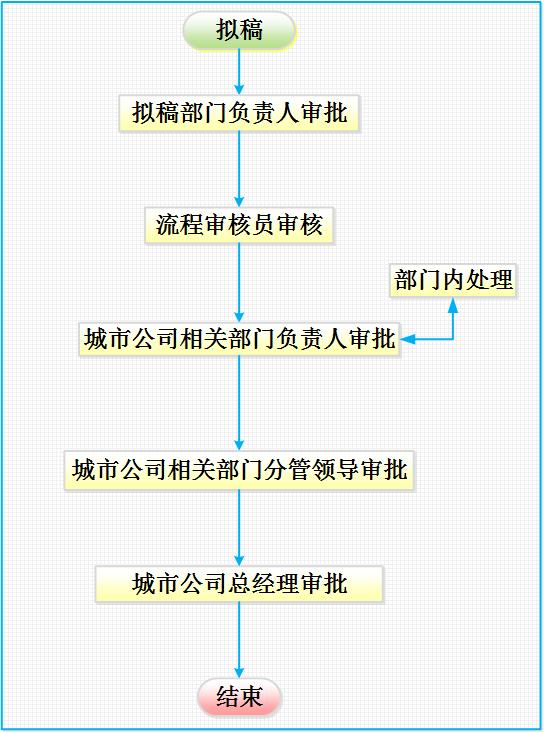 拟稿
拟稿部门负责人审批
流程审核员审核
部门内处理
城市公司相关部门负责人审批
城市公司相关部门分管领导审批
城市公司总经理审批
结束